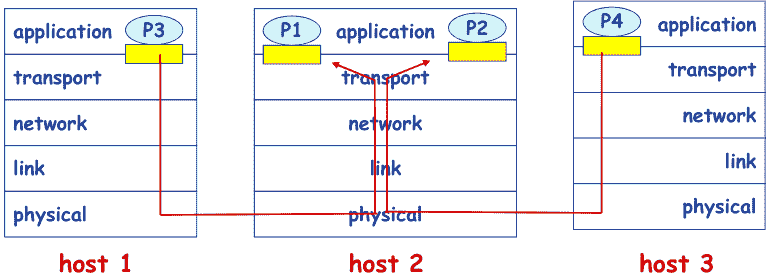 application P3
transport
network
link
physical
host 1
P1 application P2
transport
network
link
physical
host 2
P4 application
transport
network
link
physical
host 3